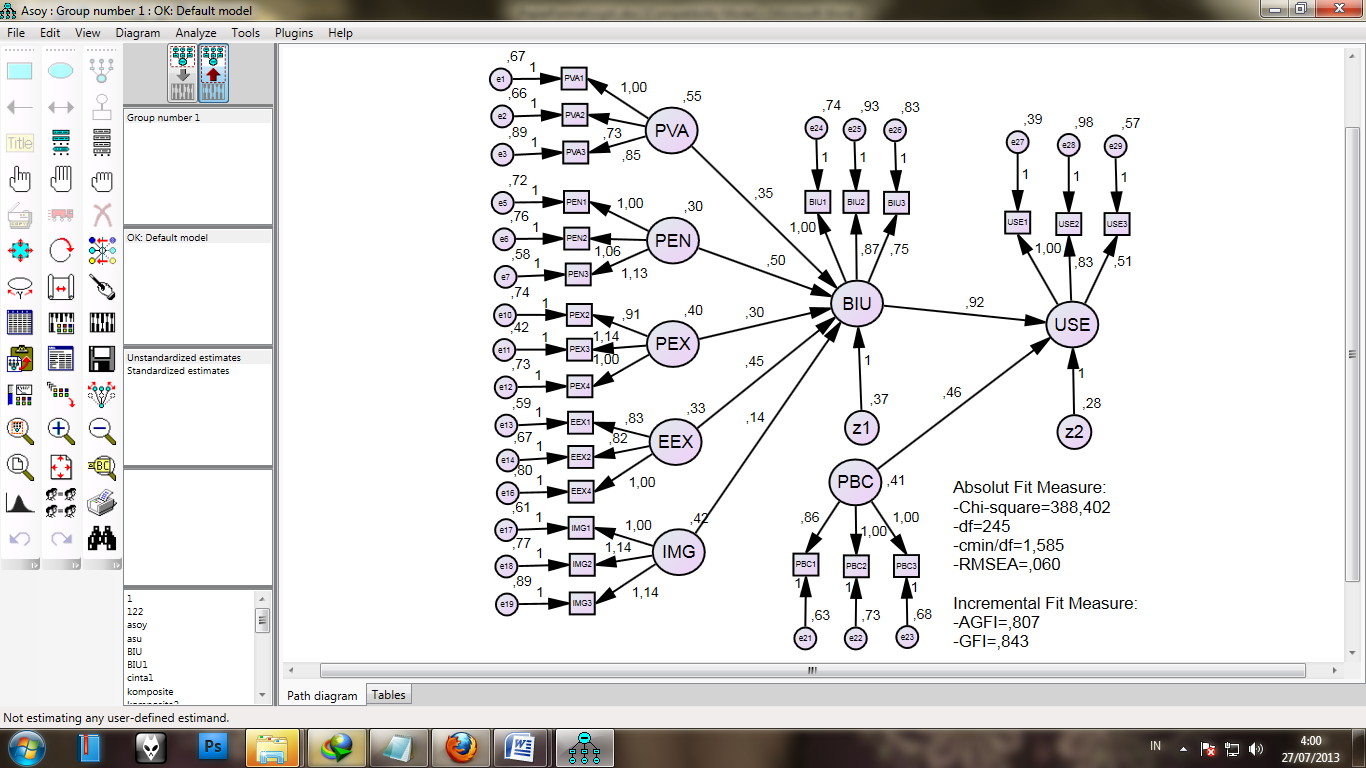 Asoy : Group number 1 : OK: Default model
File Edit View Diagram Analyze Tools Plugins Help
Title
Group number 1
OK: Default model
Unstandardized estimates
Standardized estimates
1
122
asoy
asu
BIU
BIU1
cinta1
komposite
,67
e1 1 PVA1
1,00
,66
e2 1 PVA2
,73
,89
e3 1 PVA3
,85
,55
PVA
,35
,72
e5 1 PEN1
1,00
,76
e6 1 PEN2
1,06
,58
e7 1 PEN3
1,13
,30
PEN
,50
,74
e10 1 PEX2
,91
,42
e11 1 PEX3
1,14
,73
e12 1 PEX4
1,00
,40
PEX
,30
,59
e13 1 EEX1
,83
,67
e14 1 EEX2
,82
,80
e16 1 EEX4
1,00
,33
EEX
,45
,61
e17 1 IMG1
1,00
,77
e18 1 IMG2
1,14
,89
e19 1 IMG3
1,14
,42
IMG
,14
,74 ,93 ,83
e24 e25 e26
1 1 1
BIU1 BIU2 BIU3
1,00 ,87 ,75
BIU
,92
1
,37
z1
,39 ,98 ,57
e27 e28 e29
1 1 1
USE1 USE2 USE3
1,00 ,83 ,51
USE
,46
1
,28
z2
PBC ,41
,86 1,00 1,00
PBC1 PBC2 PBC3
1 1 1
,63 ,73 ,68
e21 e22 e23
Absolut Fit Measure:
-Chi-square=388,402
-df=245
-cmin/df=1,585
-RMSEA=,060
Incremental Fit Measure:
-AGFI=,807
-GFI=,843
Path diagram Tables
Not estimating any user-defined estimand.
Ps
IN
4:00
27/07/2013